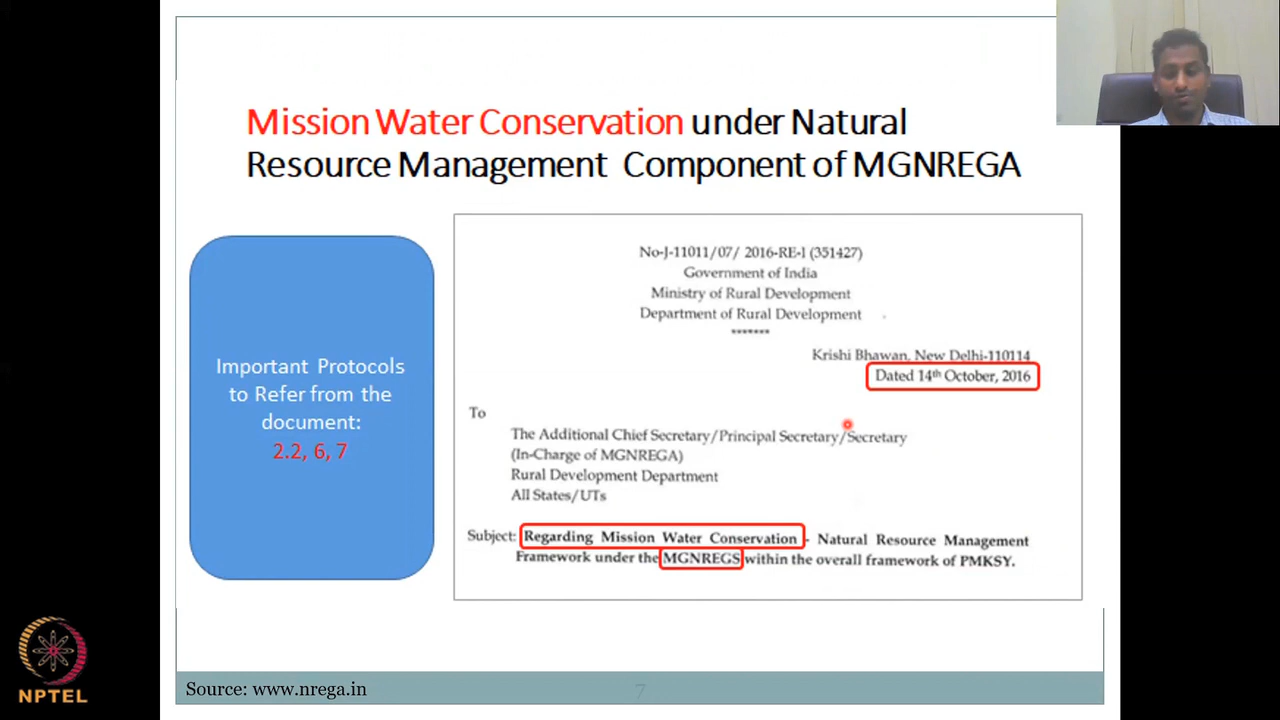 Mission Water Conservation under Natural
Resource Management Component of MGNREGA
Important Protocols
to Refer from the
document:
2.2, 6, 7
No-J-11011/07/ 2016-RE-I (351427)
Government of India
Ministry of Rural Development
Department of Rural Development
*******
Krishi Bhawan, New Delhi-110114
Dated 14th October, 2016
To
The Additional Chief Secretary/Principal Secretary/Secretary
(In-Charge of MGNREGA)
Rural Development Department
All States/UTs
Subject: Regarding Mission Water Conservation - Natural Resource Management
Framework under the MGNREGS within the overall framework of PMKSY.
Source: www.nrega.in
7
NPTEL